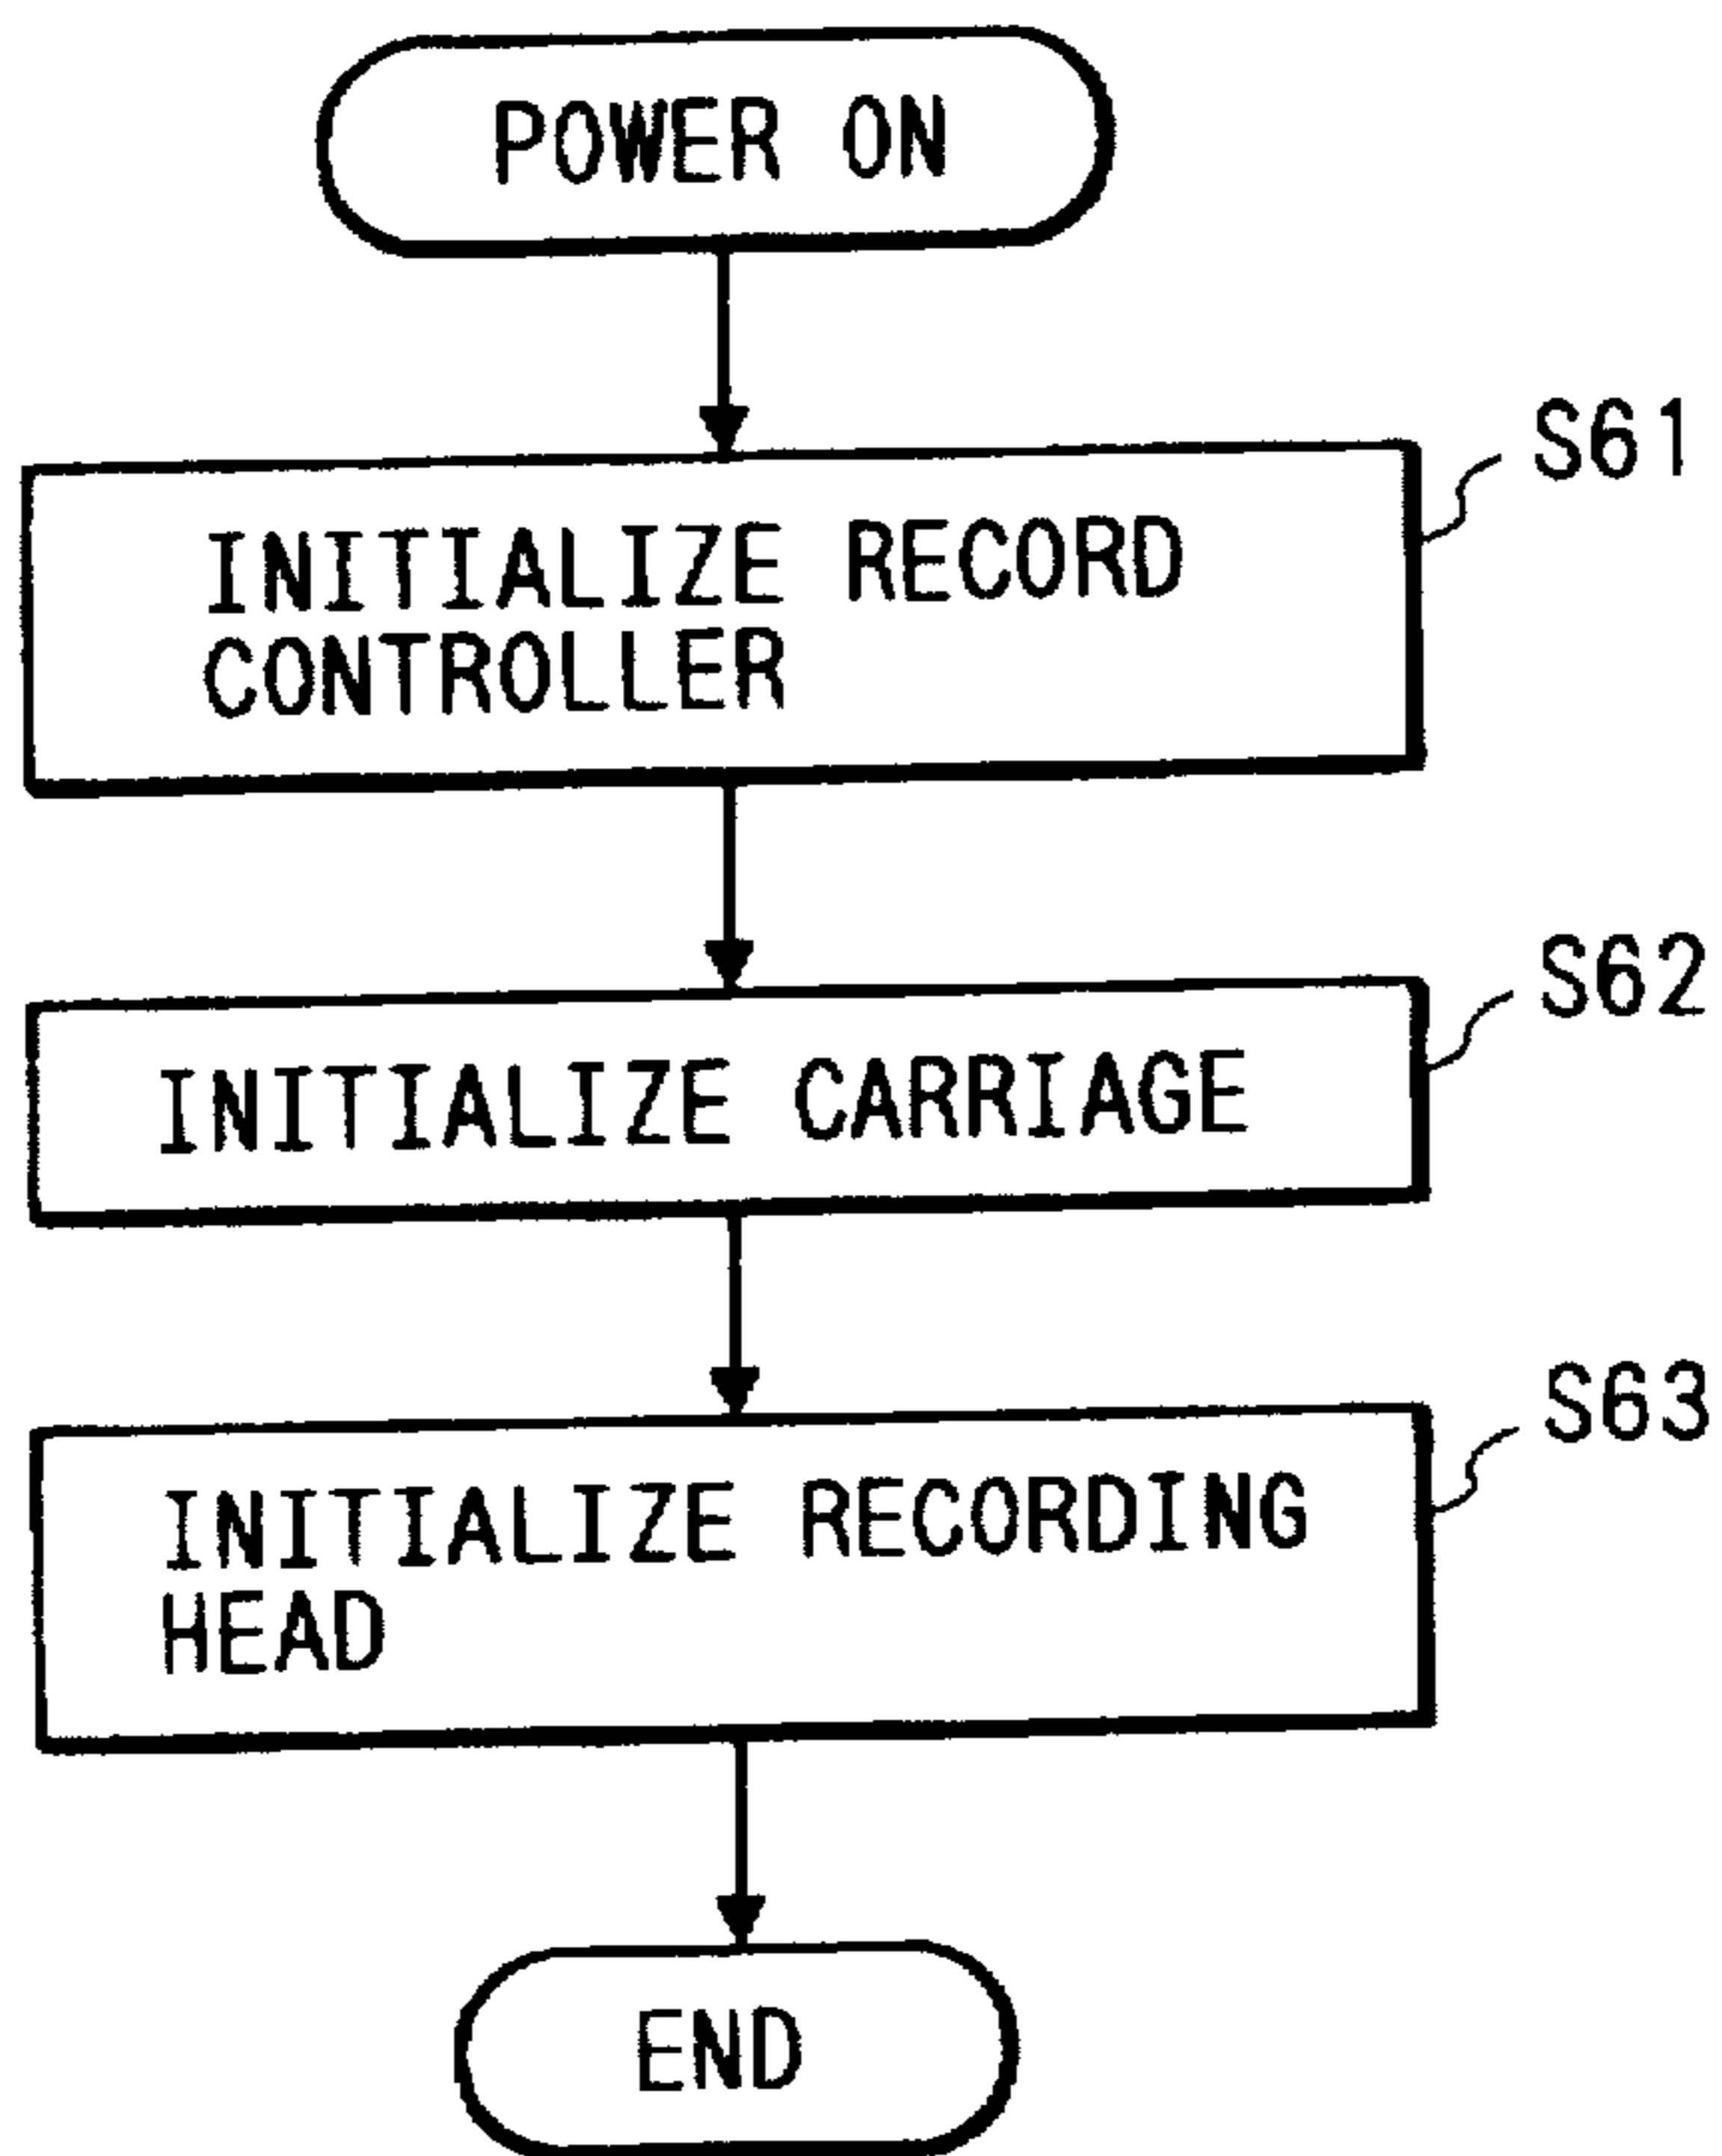 POWER ON
S61
INITIALIZE RECORD
CONTROLLER
S62
INITIALIZE CARRIAGE
S63
INITIALIZE RECORDING
HEAD
END